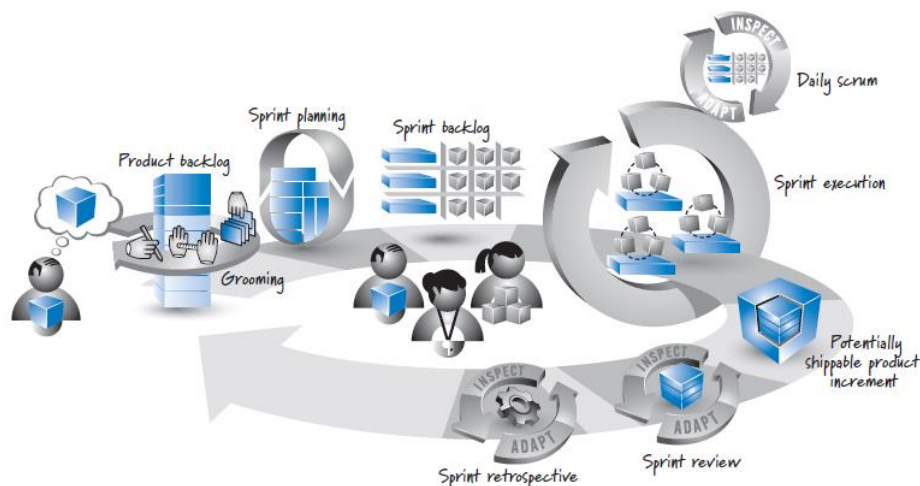 INSPECT
ADAPT
Daily scrum
Sprint planning
Sprint backlog
Product backlog
Sprint execution
Grooming
Potentially
shippable product
increment
INSPECT
ADAPT
Sprint review
INSPECT
ADAPT
Sprint retrospective